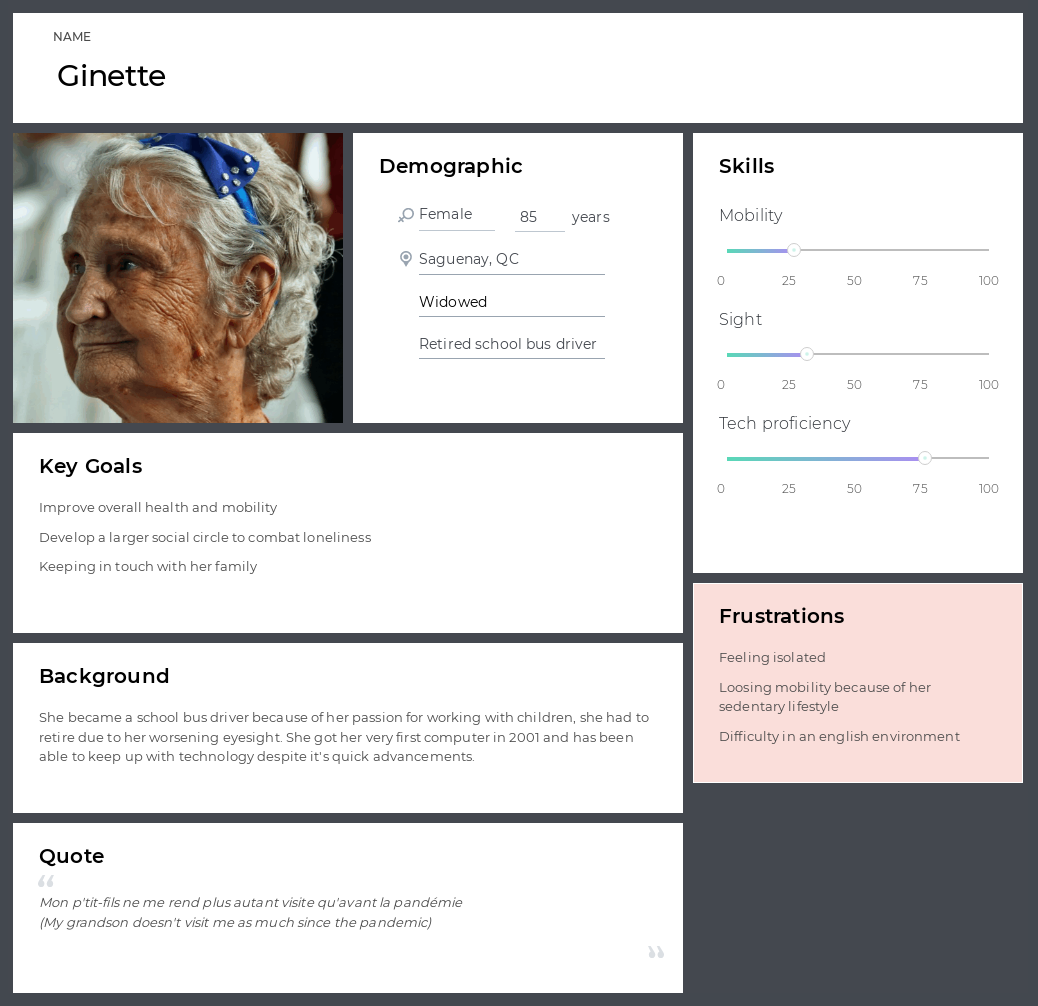 NAME
Ginette
Demographic
Female 85 years
Saguenay, QC
Widowed
Retired school bus driver
Skills
Mobility
0 25 50 75 100
Sight
0 25 50 75 100
Tech proficiency
0 25 50 75 100
Key Goals
Improve overall health and mobility
Develop a larger social circle to combat loneliness
Keeping in touch with her family
Frustrations
Feeling isolated
Loosing mobility because of her
sedentary lifestyle
Difficulty in an english environment
Background
She became a school bus driver because of her passion for working with children, she had to
retire due to her worsening eyesight. She got her very first computer in 2001 and has been
able to keep up with technology despite it's quick advancements.
Quote
“
Mon p'tit-fils ne me rend plus autant visite qu'avant la pandémie
(My grandson doesn't visit me as much since the pandemic)
”